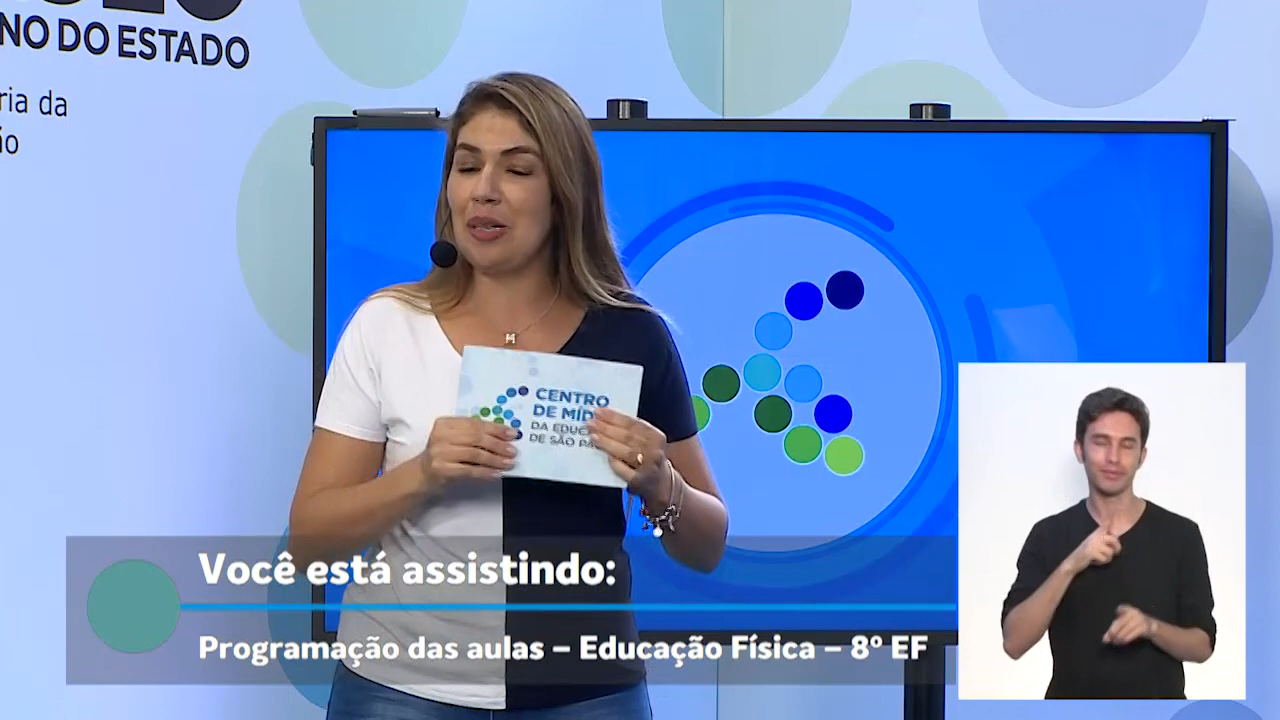 NO DO ESTADO
ria da
ão
CENTRO
DE MÍD
DA EDUC
DE SÃO PA
Você está assistindo:
Programação das aulas – Educação Física – 8º EF